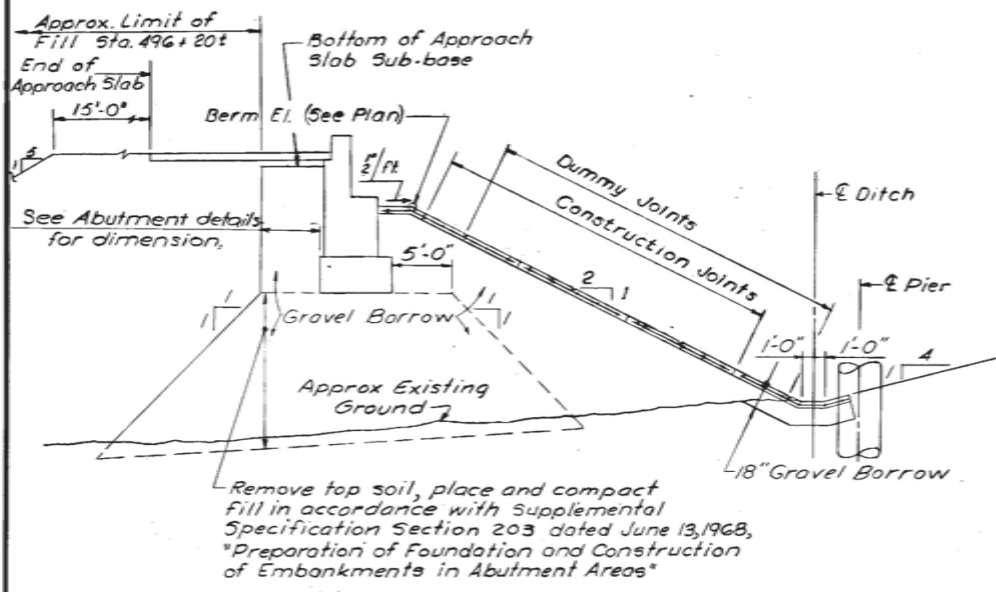 Approx. Limit of
Fill Sta. 496+20±
End of
Approach Slab
15'-0"
Bottom of Approach
Slab Sub-base
Berm El. (See Plan)
1/2"/ft.
Dummy Joints
Construction Joints
℄ Ditch
℄ Pier
See Abutment details
for dimension.
5'-0"
2
1
1
1
Gravel Borrow
1
1
1'-0"
1'-0"
1
4
Approx Existing
Ground
18" Gravel Borrow
Remove top soil, place and compact
fill in accordance with Supplemental
Specification Section 203 dated June 13, 1968,
"Preparation of Foundation and Construction
of Embankments in Abutment Areas"